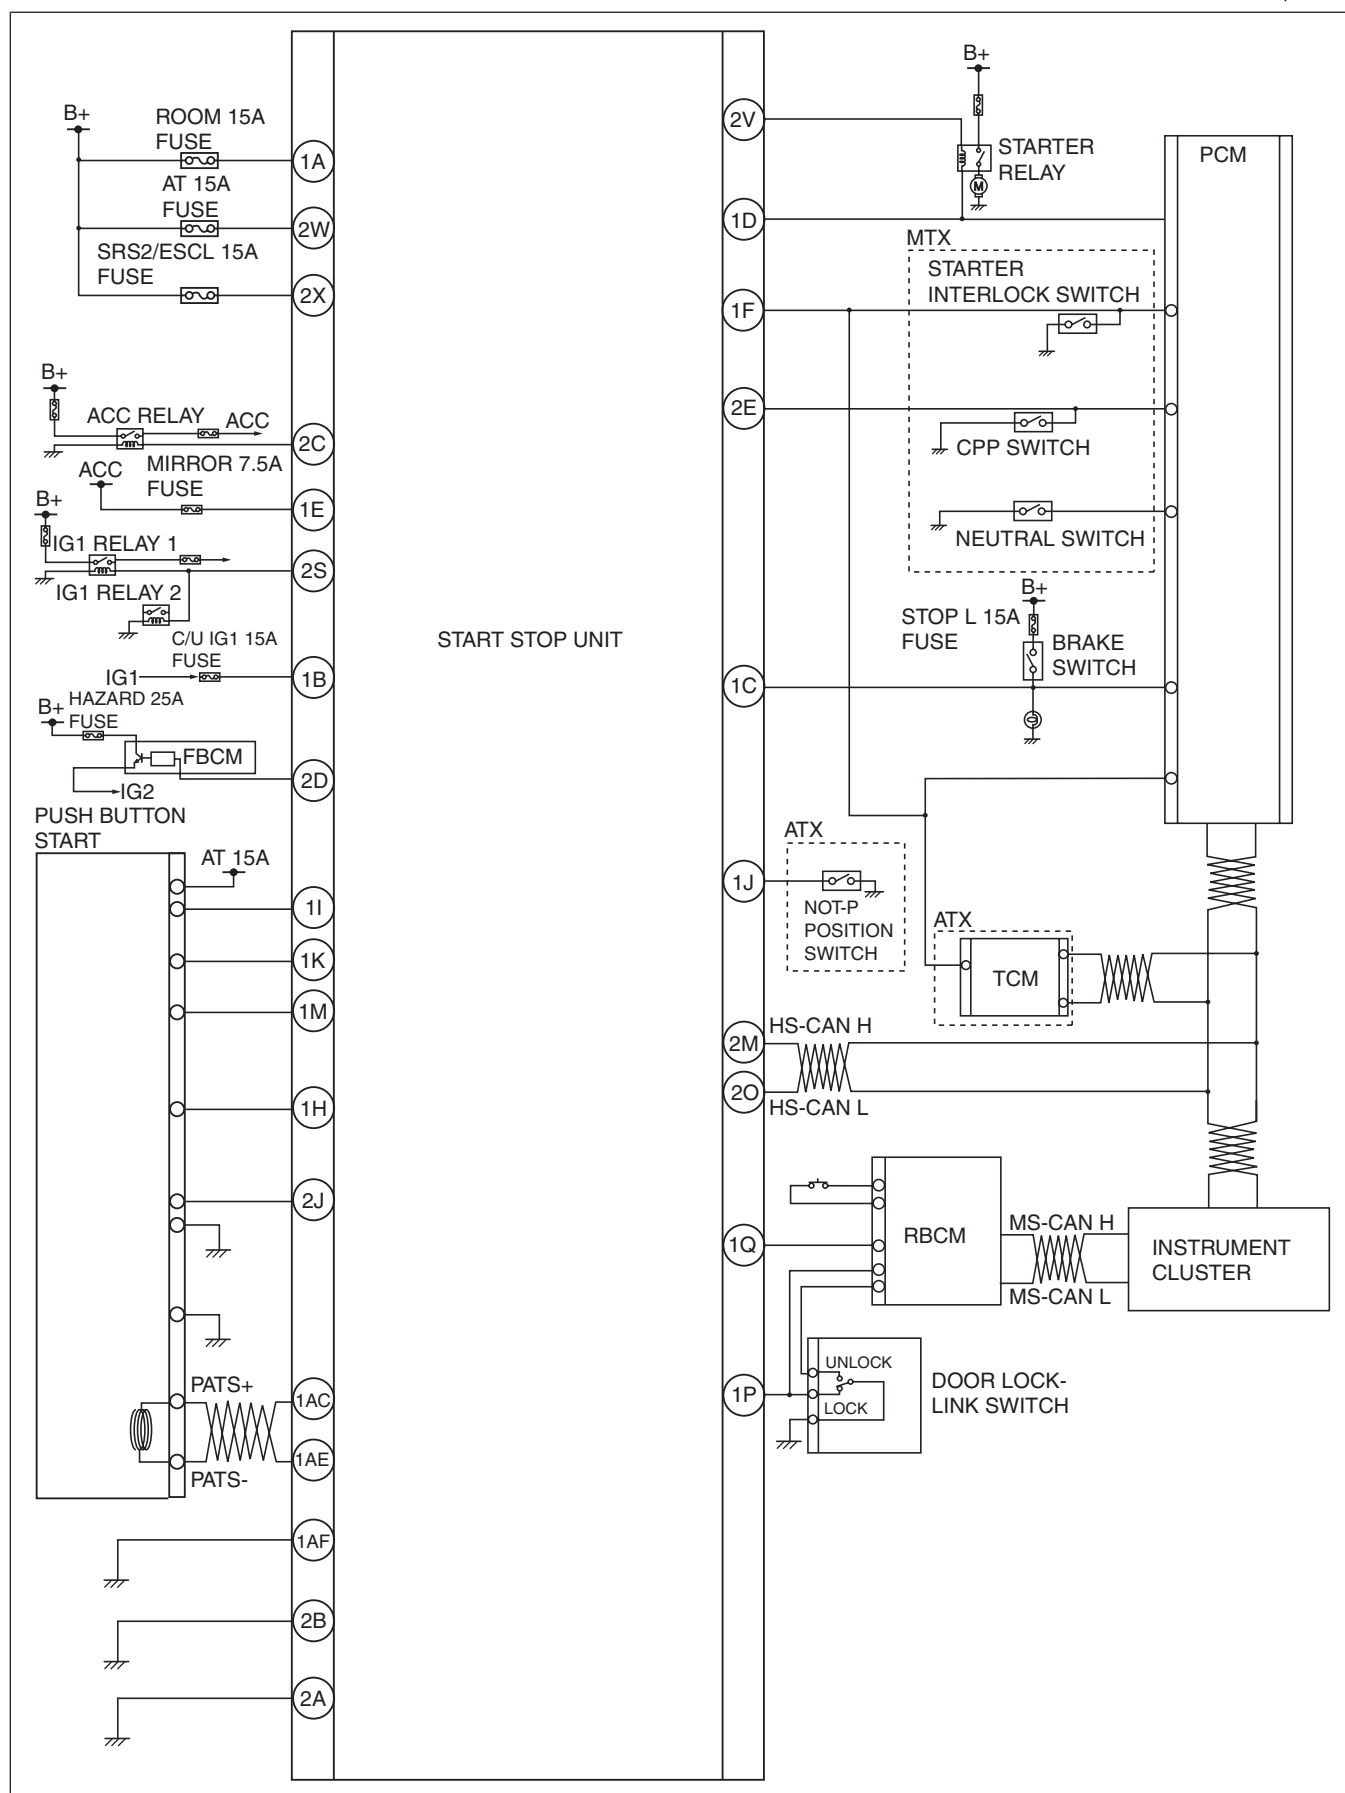 B+
ROOM 15A
FUSE
1A
AT 15A
FUSE
2W
SRS2/ESCL 15A
FUSE
2X
B+
ACC RELAY
ACC
2C
MIRROR 7.5A
FUSE
ACC
1E
B+
IG1 RELAY 1
2S
IG1 RELAY 2
C/U IG1 15A
FUSE
IG1
1B
HAZARD 25A
FUSE
B+
FBCM
2D
IG2
PUSH BUTTON
START
AT 15A
1I
1K
1M
1H
2J
PATS+
1AC
1AE
PATS-
1AF
2B
2A
START STOP UNIT
B+
2V
STARTER
RELAY
M
PCM
1D
MTX
STARTER
INTERLOCK SWITCH
1F
2E
CPP SWITCH
NEUTRAL SWITCH
B+
STOP L 15A
FUSE
BRAKE
SWITCH
1C
ATX
1J
NOT-P
POSITION
SWITCH
ATX
TCM
2M
HS-CAN H
2O
HS-CAN L
RBCM
1Q
MS-CAN H
MS-CAN L
INSTRUMENT
CLUSTER
1P
UNLOCK
LOCK
DOOR LOCK-
LINK SWITCH